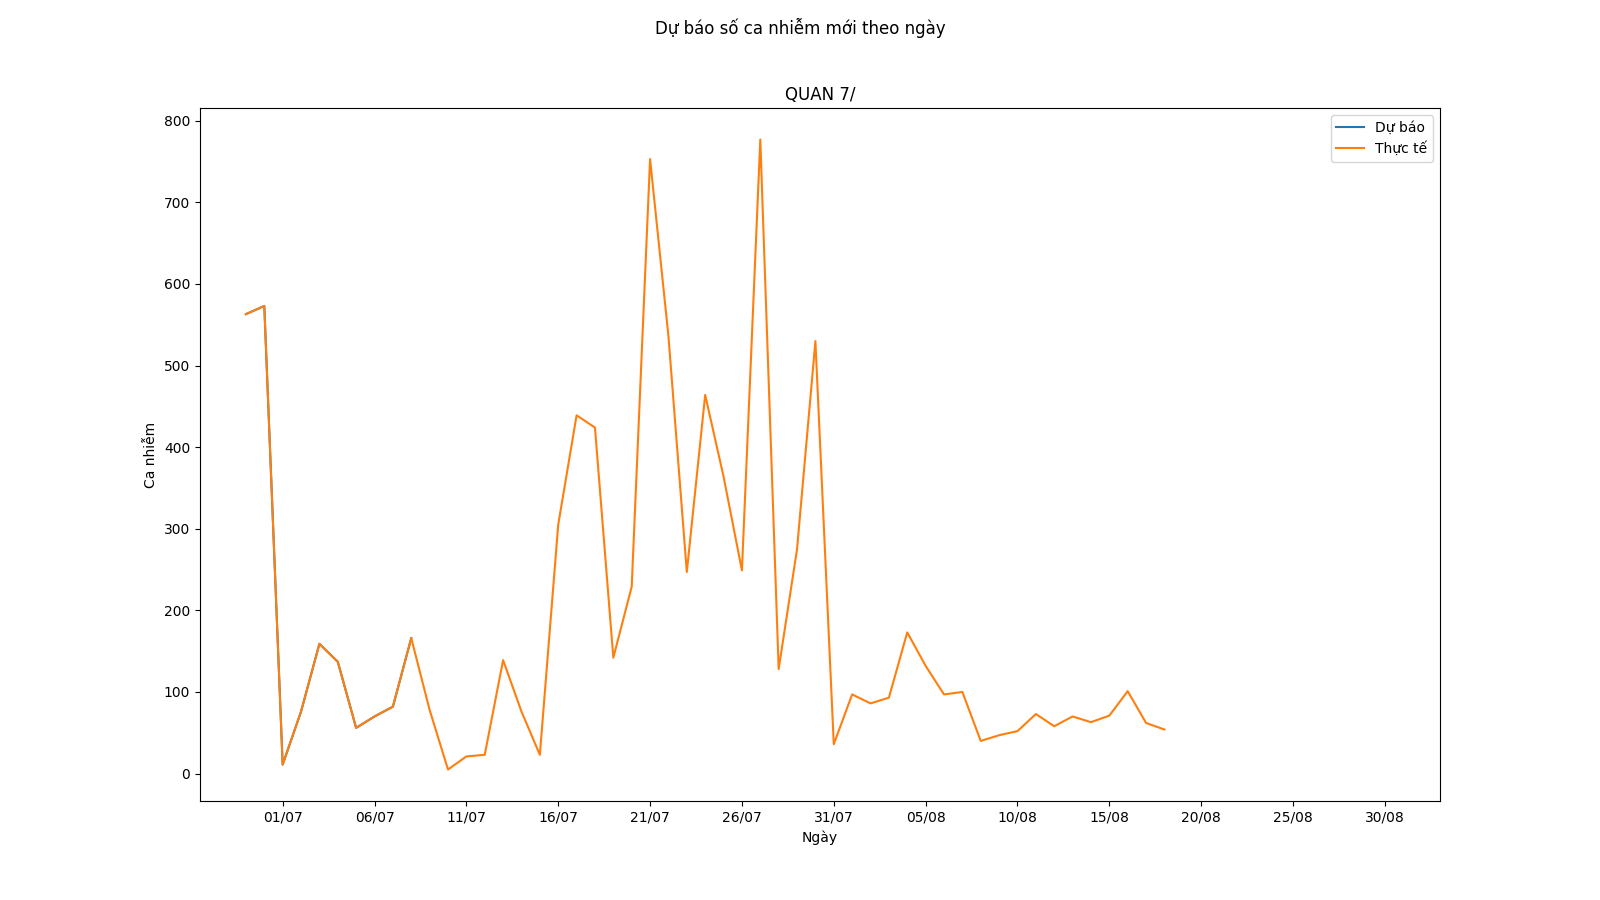 Dự báo số ca nhiễm mới theo ngày
QUAN 7/
Dự báo
Thực tế
800
700
600
500
400
300
200
100
0
Ca nhiễm
01/07 06/07 11/07 16/07 21/07 26/07 31/07 05/08 10/08 15/08 20/08 25/08 30/08
Ngày